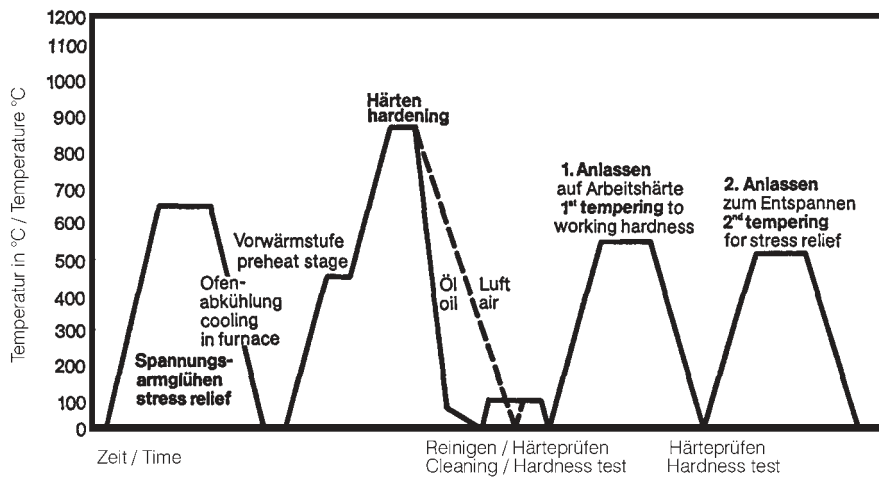 Temperatur in °C / Temperature °C
1200
1100
1000
900
800
700
600
500
400
300
200
100
0
Spannungs-
armglühen
stress relief
Ofen-
abkühlung
cooling
in furnace
Vorwärmstufe
preheat stage
Härten
hardening
Öl
oil
Luft
air
1. Anlassen
auf Arbeitshärte
1st tempering to
working hardness
2. Anlassen
zum Entspannen
2nd tempering
for stress relief
Zeit / Time
Reinigen / Härteprüfen
Cleaning / Hardness test
Härteprüfen
Hardness test